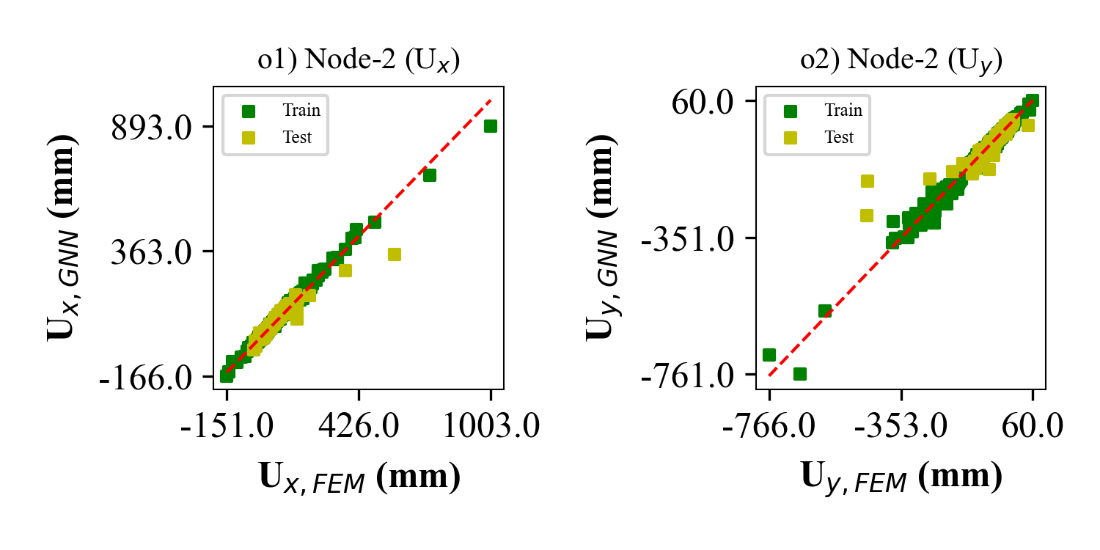 o1) Node-2 (Ux)
Train
Test
893.0
363.0
-166.0
-151.0 426.0 1003.0
Ux, FEM (mm)
Ux, GNN (mm)
o2) Node-2 (Uy)
Train
Test
60.0
-351.0
-761.0
-766.0 -353.0 60.0
Uy, FEM (mm)
Uy, GNN (mm)